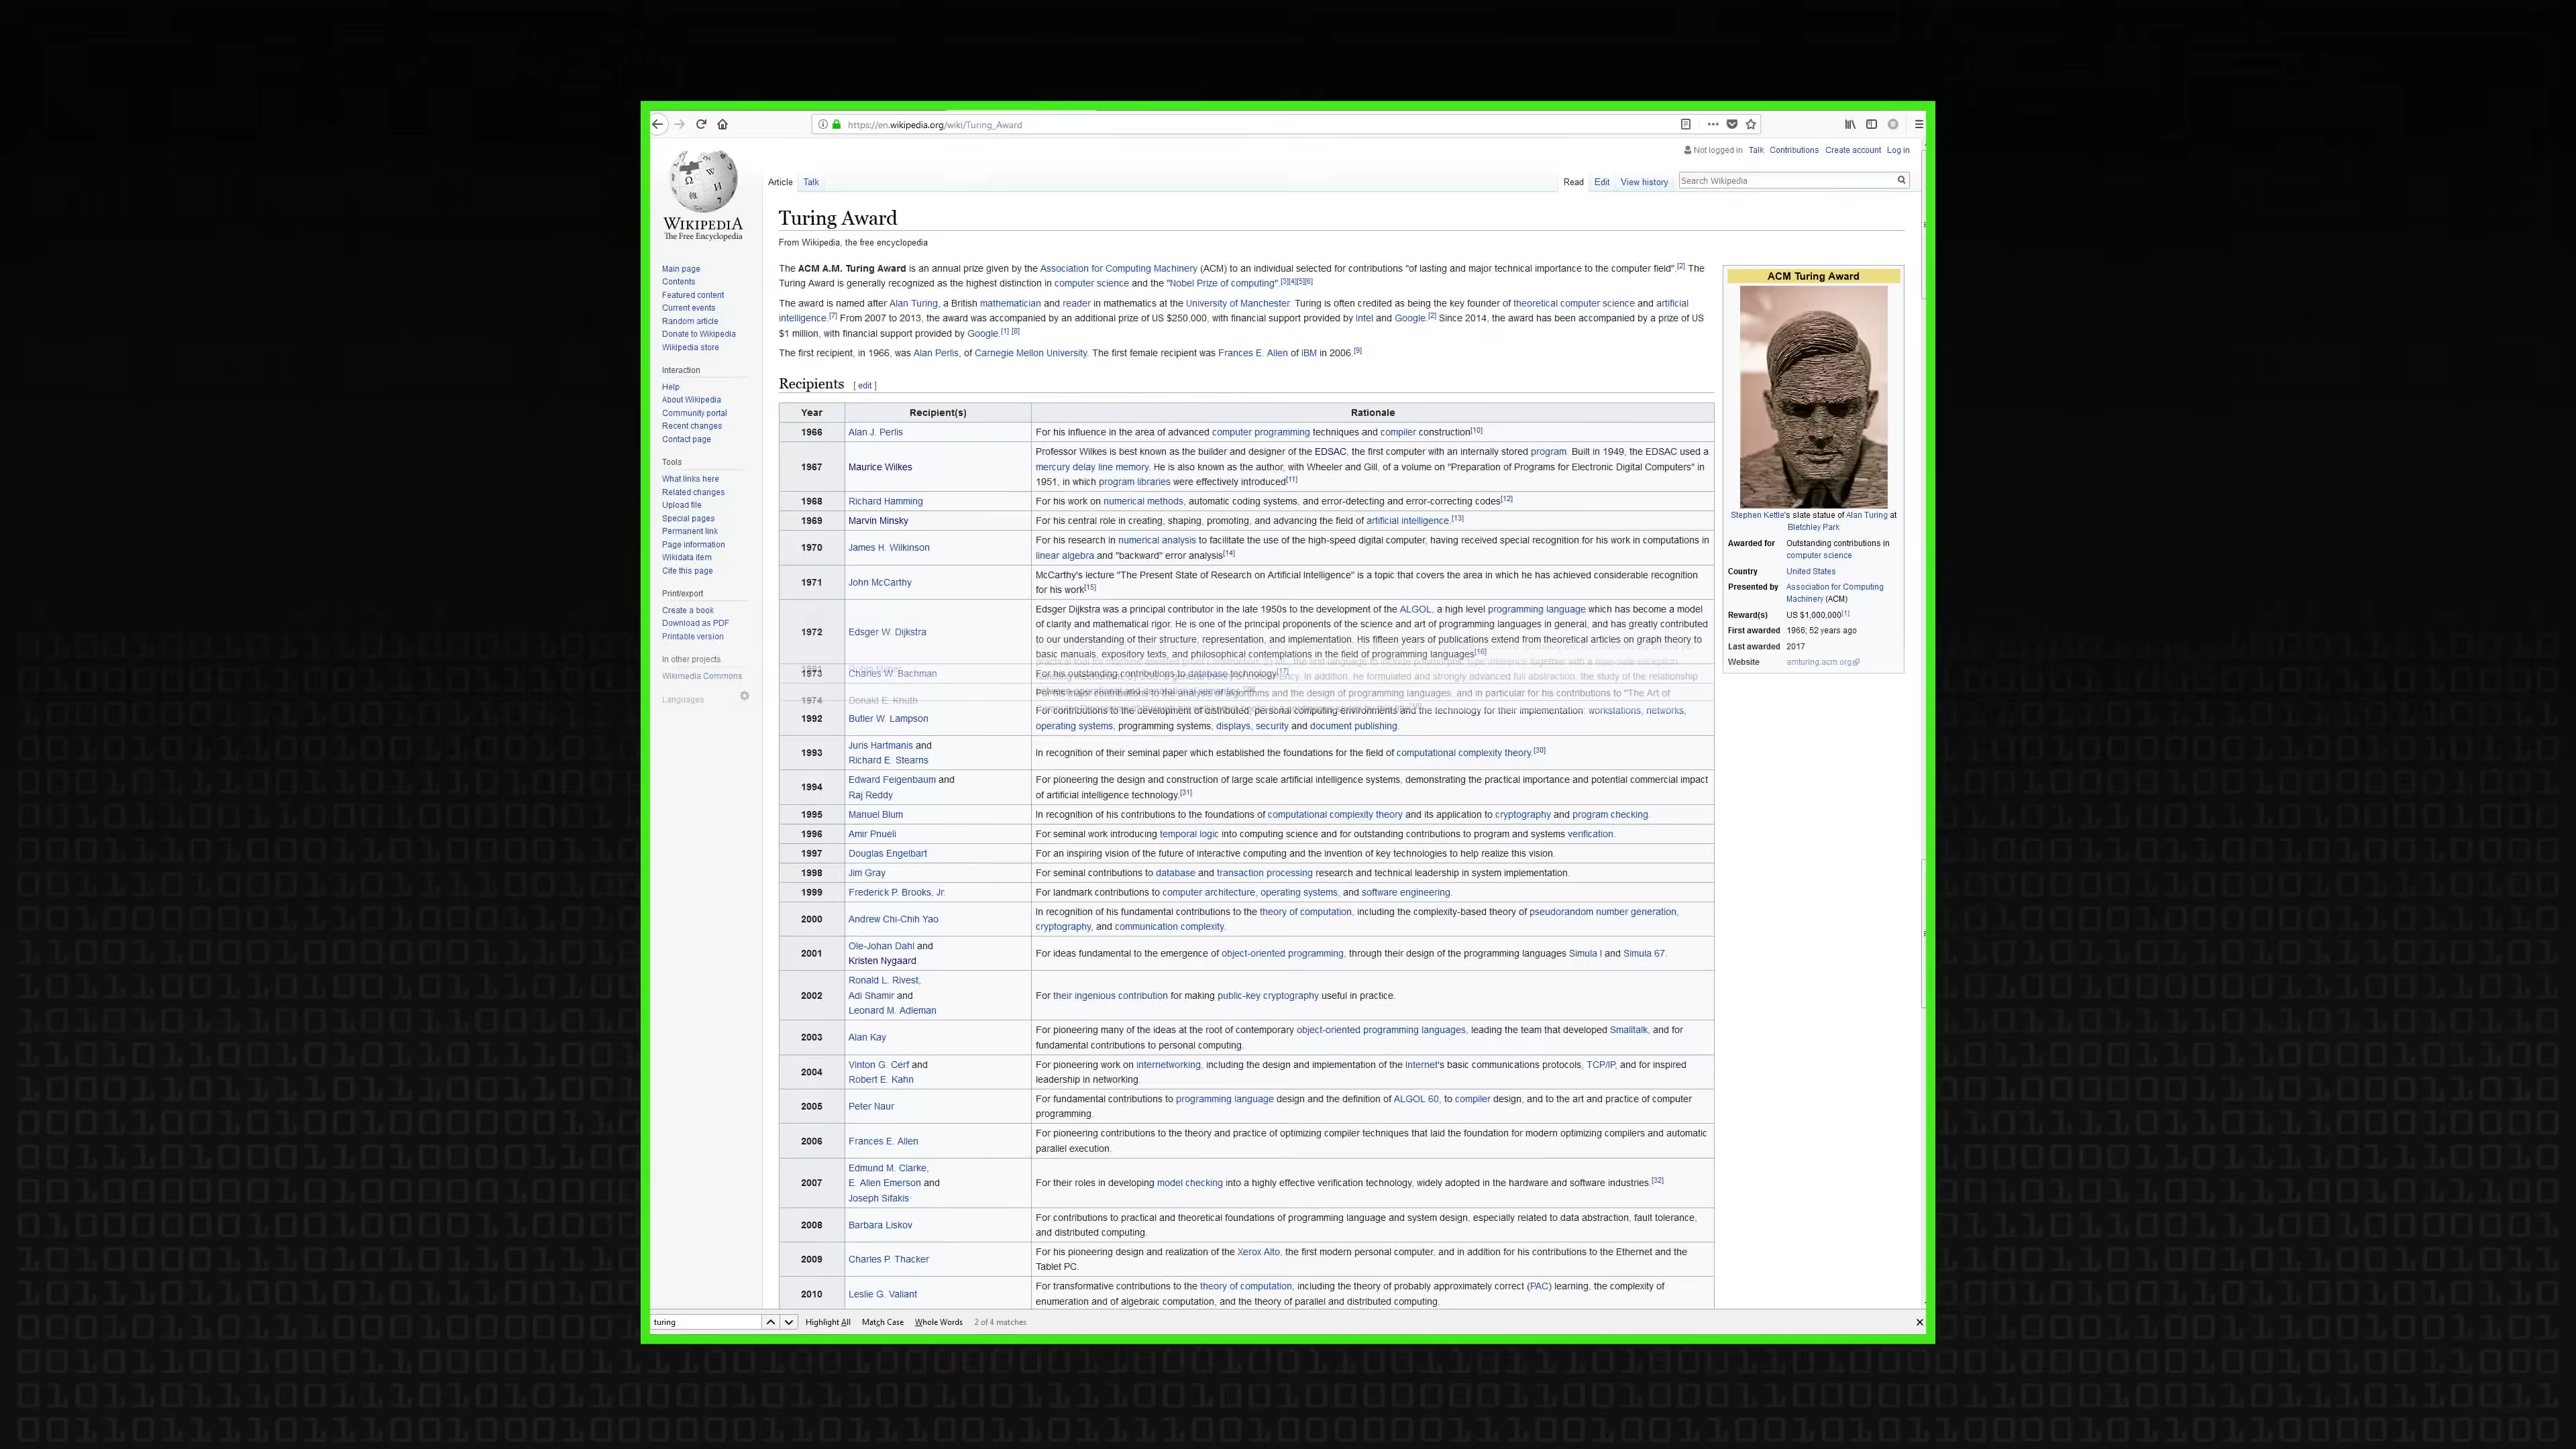 https://en.wikipedia.org/wiki/Turing_Award
Not logged in Talk Contributions Create account Log in
Article Talk
Read Edit View history Search Wikipedia
WIKIPEDIA
The Free Encyclopedia
Main page
Contents
Featured content
Current events
Random article
Donate to Wikipedia
Wikipedia store
Interaction
Help
About Wikipedia
Community portal
Recent changes
Contact page
Tools
What links here
Related changes
Upload file
Special pages
Permanent link
Page information
Wikidata item
Cite this page
Print/export
Create a book
Download as PDF
Printable version
In other projects
Wikimedia Commons
Languages
Turing Award
From Wikipedia, the free encyclopedia
The ACM A.M. Turing Award is an annual prize given by the Association for Computing Machinery (ACM) to an individual selected for contributions "of lasting and major technical importance to the computer field".[2] The
Turing Award is generally recognized as the highest distinction in computer science and the "Nobel Prize of computing".[3][4][5][6]
The award is named after Alan Turing, a British mathematician and reader in mathematics at the University of Manchester. Turing is often credited as being the key founder of theoretical computer science and artificial
intelligence.[7] From 2007 to 2013, the award was accompanied by an additional prize of US $250.000, with financial support provided by Intel and Google.[2] Since 2014, the award has been accompanied by a prize of US
$1 million, with financial support provided by Google.[1] [8]
The first recipient, in 1966, was Alan Perlis, of Carnegie Mellon University. The first female recipient was Frances E. Allen of IBM in 2006.[9]
Recipients [ edit ]
Year Recipient(s) Rationale
1966 Alan J. Perlis For his influence in the area of advanced computer programming techniques and compiler construction[10]
Professor Wilkes is best known as the builder and designer of the EDSAC, the first computer with an internally stored program. Built in 1949, the EDSAC used a
1967 Maurice Wilkes mercury delay line memory. He is also known as the author, with Wheeler and Gill, of a volume on "Preparation of Programs for Electronic Digital Computers" in
1951, in which program libraries were effectively introduced[11]
1968 Richard Hamming For his work on numerical methods, automatic coding systems, and error-detecting and error-correcting codes[12]
1969 Marvin Minsky For his central role in creating, shaping, promoting, and advancing the field of artificial intelligence.[13]
1970 James H. Wilkinson For his research in numerical analysis to facilitate the use of the high-speed digital computer, having received special recognition for his work in computations in
linear algebra and "backward" error analysis[14]
1971 John McCarthy McCarthy's lecture "The Present State of Research on Artificial Intelligence" is a topic that covers the area in which he has achieved considerable recognition
for his work[15]
Edsger Dijkstra was a principal contributor in the late 1950s to the development of the ALGOL, a high level programming language which has become a model
of clarity and mathematical rigor. He is one of the principal proponents of the science and art of programming languages in general, and has greatly contributed
1972 Edsger W. Dijkstra to our understanding of their structure, representation, and implementation. His fifteen years of publications extend from theoretical articles on graph theory to
basic manuals, expository texts, and philosophical contemplations in the field of programming languages[16]
1973 Charles W. Bachman For his outstanding contributions to database technology[17]
1974 Donald E. Knuth For his major contributions to the analysis of algorithms and the design of programming languages, and in particular for his contributions to "The Art of
For contributions to the development of distributed, personal computing environments and the technology for their implementation: workstations, networks,
1992 Butler W. Lampson operating systems, programming systems, displays, security and document publishing.
1993 Juris Hartmanis and
Richard E. Stearns In recognition of their seminal paper which established the foundations for the field of computational complexity theory.[30]
1994 Edward Feigenbaum and
Raj Reddy For pioneering the design and construction of large scale artificial intelligence systems, demonstrating the practical importance and potential commercial impact
of artificial intelligence technology.[31]
1995 Manuel Blum In recognition of his contributions to the foundations of computational complexity theory and its application to cryptography and program checking.
1996 Amir Pnueli For seminal work introducing temporal logic into computing science and for outstanding contributions to program and systems verification.
1997 Douglas Engelbart For an inspiring vision of the future of interactive computing and the invention of key technologies to help realize this vision.
1998 Jim Gray For seminal contributions to database and transaction processing research and technical leadership in system implementation.
1999 Frederick P. Brooks, Jr. For landmark contributions to computer architecture, operating systems, and software engineering.
2000 Andrew Chi-Chih Yao In recognition of his fundamental contributions to the theory of computation, including the complexity-based theory of pseudorandom number generation,
cryptography, and communication complexity.
2001 Ole-Johan Dahl and
Kristen Nygaard For ideas fundamental to the emergence of object-oriented programming, through their design of the programming languages Simula I and Simula 67.
2002 Ronald L. Rivest,
Adi Shamir and
Leonard M. Adleman For their ingenious contribution for making public-key cryptography useful in practice.
2003 Alan Kay For pioneering many of the ideas at the root of contemporary object-oriented programming languages, leading the team that developed Smalltalk, and for
fundamental contributions to personal computing.
2004 Vinton G. Cerf and
Robert E. Kahn For pioneering work on internetworking, including the design and implementation of the Internet's basic communications protocols, TCP/IP, and for inspired
leadership in networking.
2005 Peter Naur For fundamental contributions to programming language design and the definition of ALGOL 60, to compiler design, and to the art and practice of computer
programming.
2006 Frances E. Allen For pioneering contributions to the theory and practice of optimizing compiler techniques that laid the foundation for modern optimizing compilers and automatic
parallel execution.
2007 Edmund M. Clarke,
E. Allen Emerson and
Joseph Sifakis For their roles in developing model checking into a highly effective verification technology, widely adopted in the hardware and software industries.[32]
2008 Barbara Liskov For contributions to practical and theoretical foundations of programming language and system design, especially related to data abstraction, fault tolerance,
and distributed computing.
2009 Charles P. Thacker For his pioneering design and realization of the Xerox Alto, the first modern personal computer, and in addition for his contributions to the Ethernet and the
Tablet PC.
2010 Leslie G. Valiant For transformative contributions to the theory of computation, including the theory of probably approximately correct (PAC) learning, the complexity of
enumeration and of algebraic computation, and the theory of parallel and distributed computing.
ACM Turing Award
Stephen Kettle's slate statue of Alan Turing at
Bletchley Park
Awarded for Outstanding contributions in
computer science
Country United States
Presented by Association for Computing
Machinery (ACM)
Reward(s) US $1,000,000[1]
First awarded 1966; 52 years ago
Last awarded 2017
Website amturing.acm.org
turing Highlight All Match Case Whole Words 2 of 4 matches